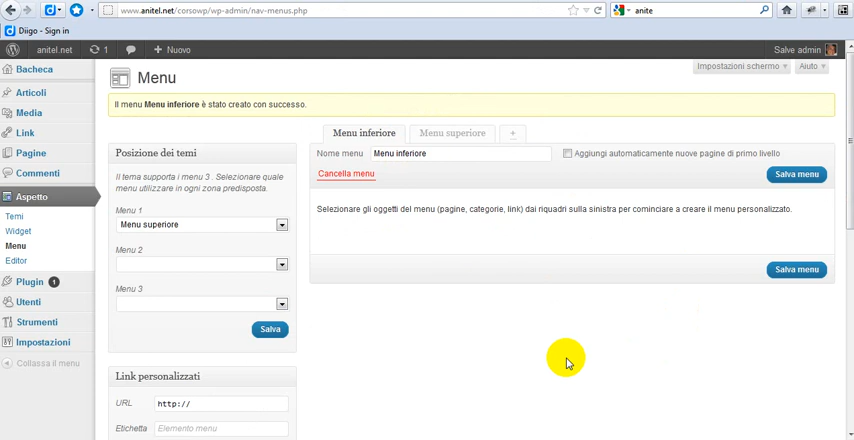 www.anitel.net/corsowp/wp-admin/nav-menus.php
anite
Diigo - Sign in
anitel.net 1 + Nuovo Salve admin
Bacheca
Articoli
Media
Link
Pagine
Commenti
Aspetto
Temi
Widget
Menu
Editor
Plugin 1
Utenti
Strumenti
Impostazioni
Collassa il menu
Impostazioni schermo Aiuto
Menu
Il menu Menu inferiore è stato creato con successo.
Posizione dei temi
Il tema supporta i menu 3 . Selezionare quale
menu utilizzare in ogni zona predisposta.
Menu 1
Menu superiore
Menu 2
Menu 3
Salva
Link personalizzati
URL http://
Etichetta Elemento menu
Menu inferiore Menu superiore +
Nome menu Menu inferiore Aggiungi automaticamente nuove pagine di primo livello
Cancella menu Salva menu
Selezionare gli oggetti del menu (pagine, categorie, link) dai riquadri sulla sinistra per cominciare a creare il menu personalizzato.
Salva menu